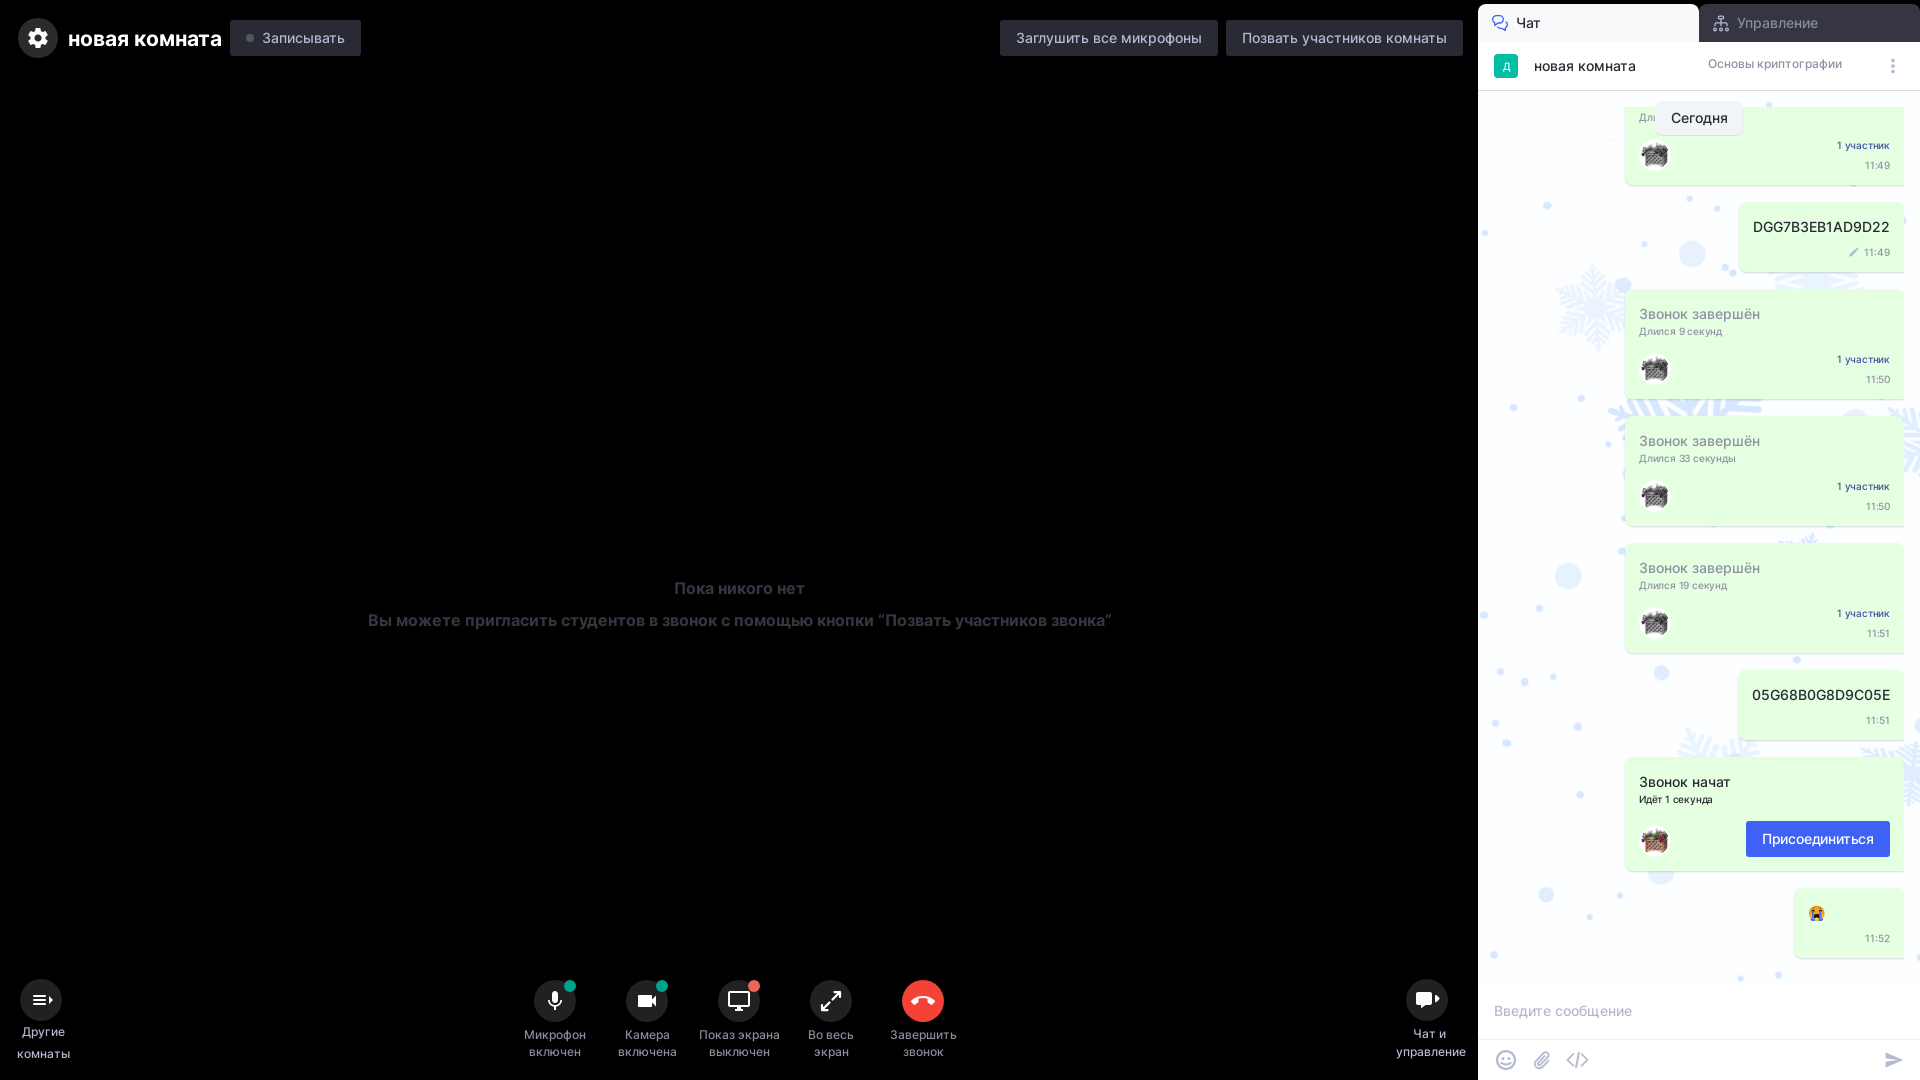 новая комната
Записывать
Заглушить все микрофоны
Позвать участников комнаты
Чат
Управление
Д
новая комната
Основы криптографии
Сегодня
1 участник
11:49
DGG7B3EB1AD9D22
11:49
Звонок завершён
Длился 9 секунд
1 участник
11:50
Звонок завершён
Длился 33 секунды
1 участник
11:50
Звонок завершён
Длился 19 секунд
1 участник
11:51
05G68B0G8D9C05E
11:51
Звонок начат
Идёт 1 секунда
Присоединиться
11:52
Пока никого нет
Вы можете пригласить студентов в звонок с помощью кнопки “Позвать участников звонка”
Другие
комнаты
Микрофон
включен
Камера
включена
Показ экрана
выключен
Во весь
экран
Завершить
звонок
Чат и
управление
Введите сообщение